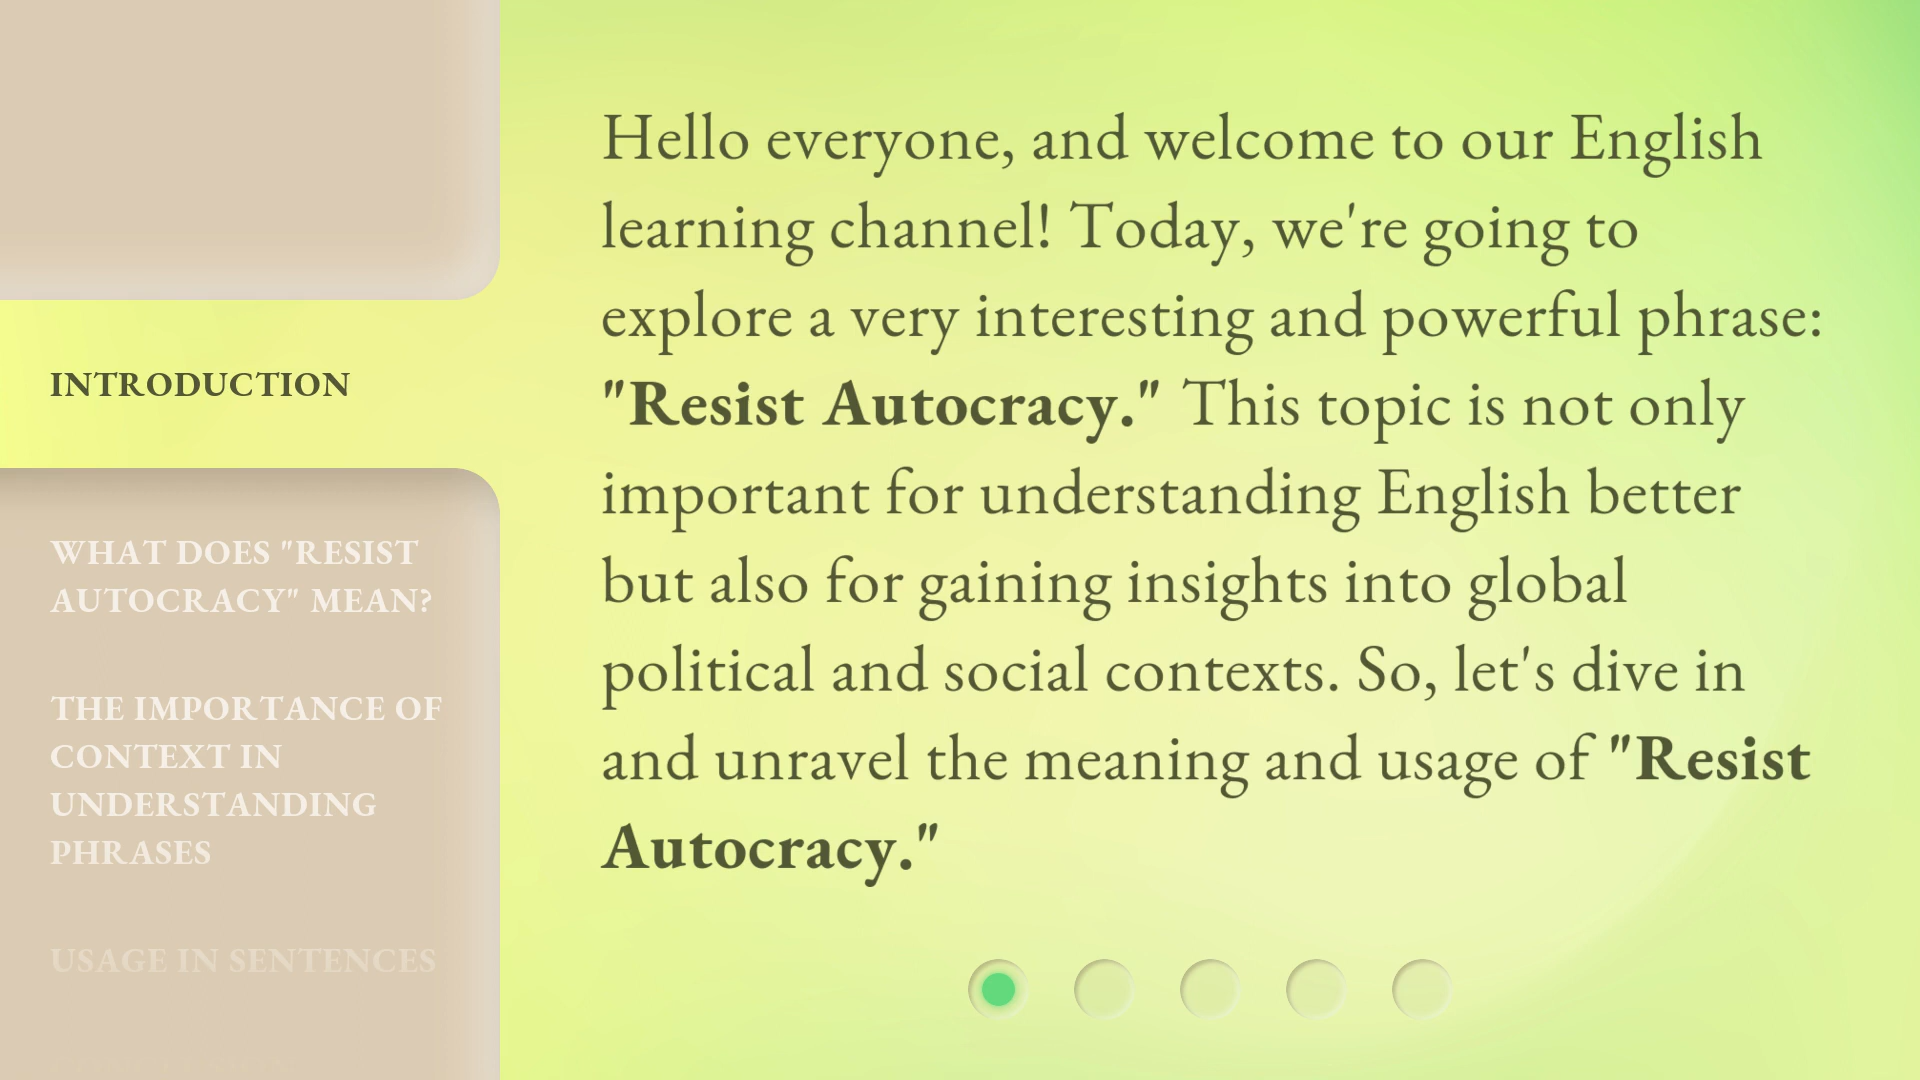 INTRODUCTION
WHAT DOES "RESIST
AUTOCRACY" MEAN?
THE IMPORTANCE OF
CONTEXT IN
UNDERSTANDING
PHRASES
USAGE IN SENTENCES
Hello everyone, and welcome to our English
learning channel! Today, we're going to
explore a very interesting and powerful phrase:
"Resist Autocracy." This topic is not only
important for understanding English better
but also for gaining insights into global
political and social contexts. So, let's dive in
and unravel the meaning and usage of "Resist
Autocracy."